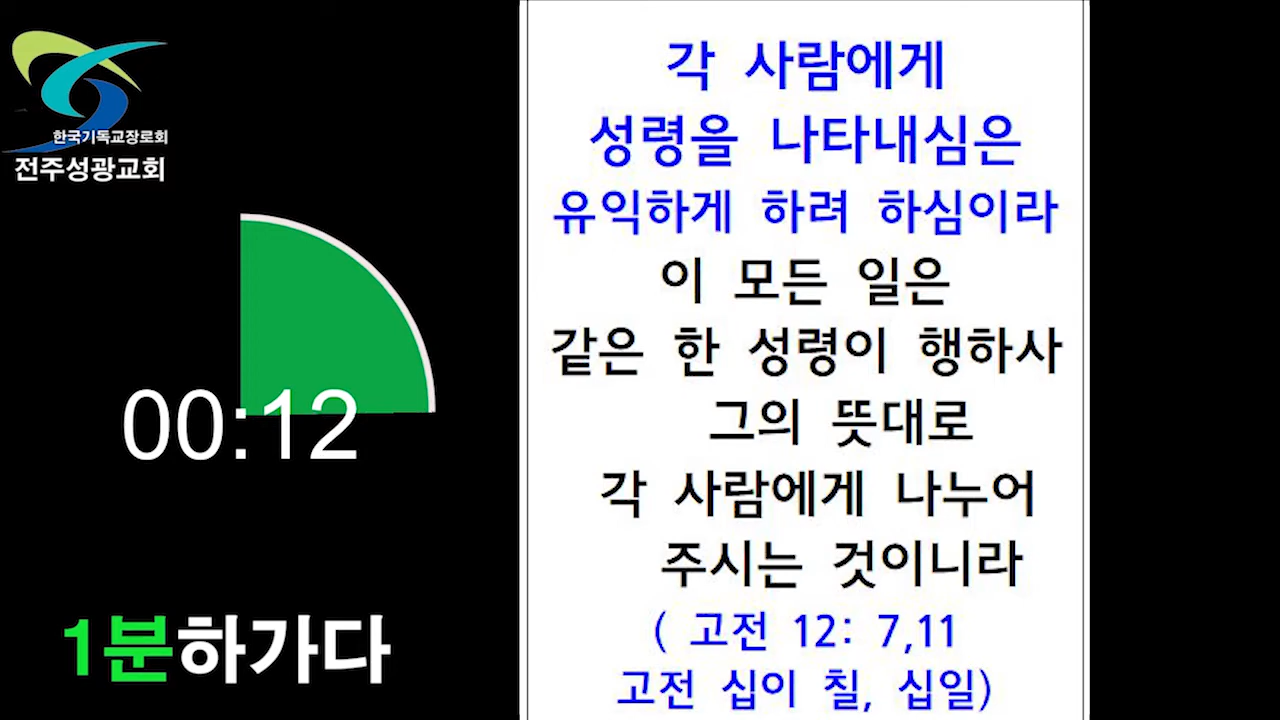 한국기독교장로회
전주성광교회
00:12
1분하가다
각 사람에게
성령을 나타내심은
유익하게 하려 하심이라
이 모든 일은
같은 한 성령이 행하사
그의 뜻대로
각 사람에게 나누어
주시는 것이니라
( 고전 12: 7,11
고전 십이 칠, 십일)